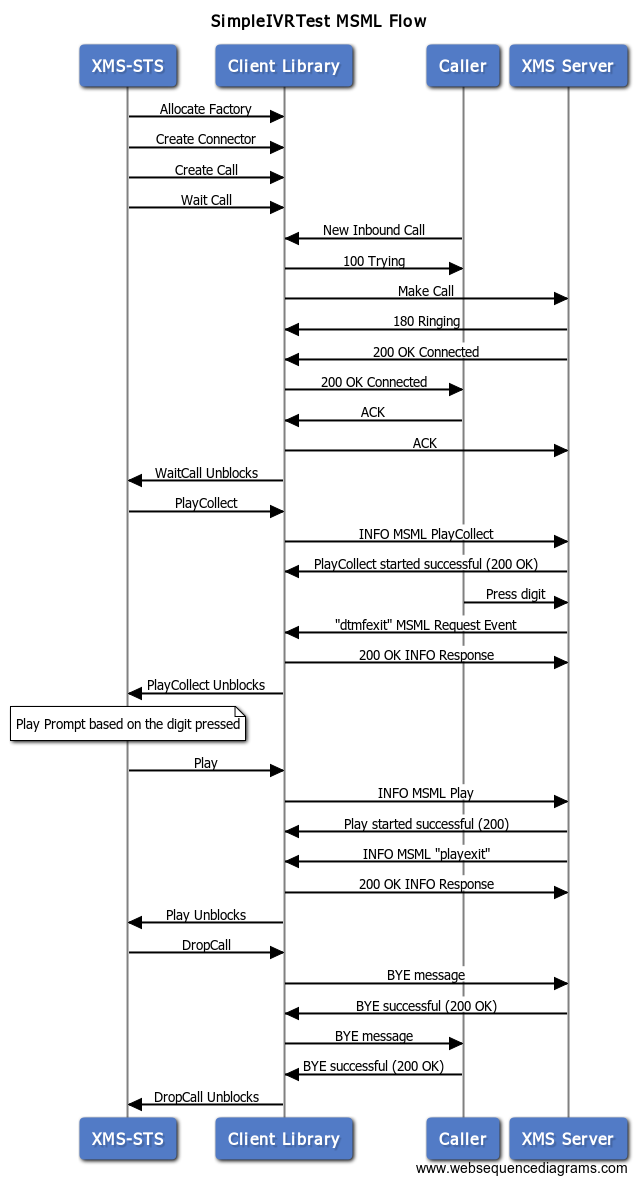 SimpleIVRTest MSML Flow
XMS-STS
Client Library
Caller
XMS Server
Allocate Factory
Create Connector
Create Call
Wait Call
New Inbound Call
100 Trying
Make Call
180 Ringing
200 OK Connected
200 OK Connected
ACK
ACK
WaitCall Unblocks
PlayCollect
INFO MSML PlayCollect
PlayCollect started successful (200 OK)
Press digit
"dtmfexit" MSML Request Event
200 OK INFO Response
PlayCollect Unblocks
Play Prompt based on the digit pressed
Play
INFO MSML Play
Play started successful (200)
INFO MSML "playexit"
200 OK INFO Response
Play Unblocks
DropCall
BYE message
BYE successful (200 OK)
BYE message
BYE successful (200 OK)
DropCall Unblocks
XMS-STS
Client Library
Caller
XMS Server
www.websequencediagrams.com